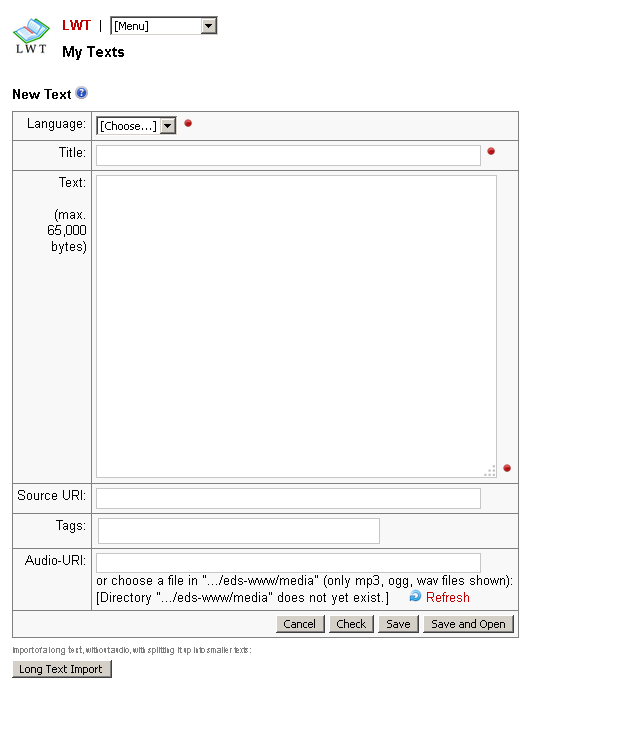 LWT
LWT | [Menu]
My Texts
New Text ?
Language: [Choose...]
Title:
Text:
(max.
65,000
bytes)
Source URI:
Tags:
Audio-URI:
or choose a file in ".../eds-www/media" (only mp3, ogg, wav files shown):
[Directory ".../eds-www/media" does not yet exist.] Refresh
Cancel Check Save Save and Open
Import of a long text, without audio, with splitting it up into smaller texts:
Long Text Import